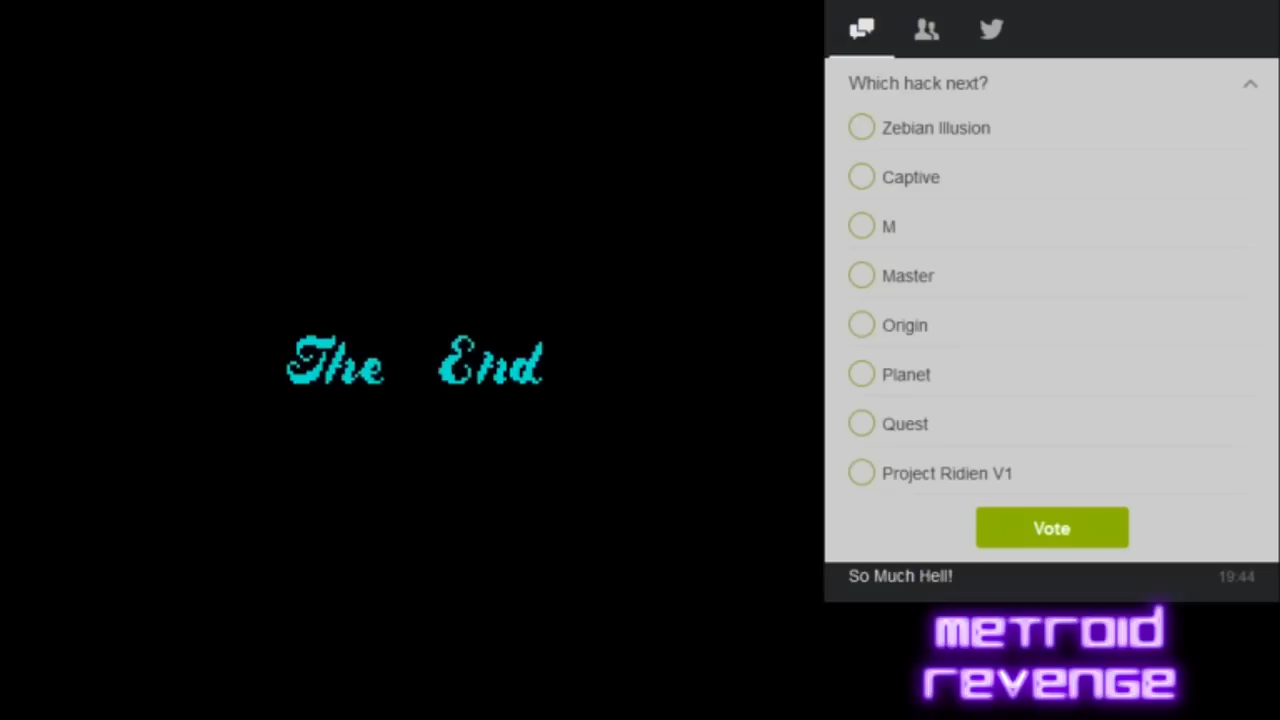 The End
Which hack next?
Zebian Illusion
Captive
M
Master
Origin
Planet
Quest
Project Ridien V1
Vote
So Much Hell! 19:44
metroid
revenge